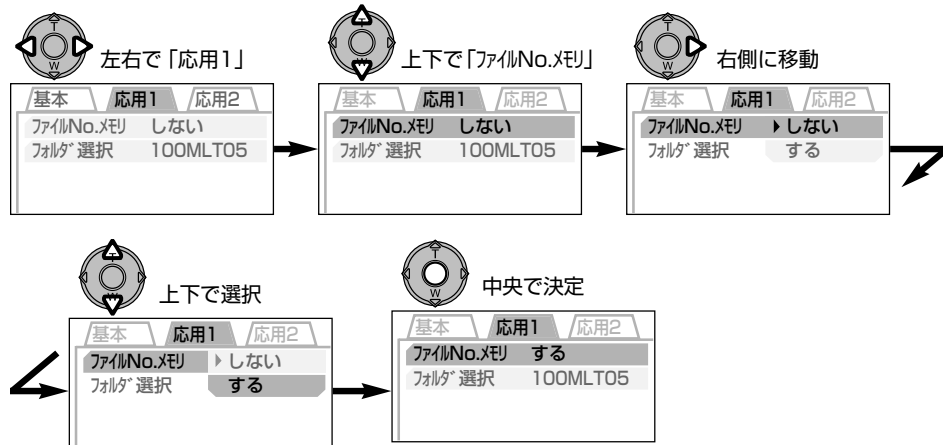 T
W
左右で「応用1」
基本 応用1 応用2
ファイルNo.メモリ しない
フォルダ選択 100MLT05
T
W
上下で「ファイルNo.メモリ」
基本 応用1 応用2
ファイルNo.メモリ しない
フォルダ選択 100MLT05
T
W
右側に移動
基本 応用1 応用2
ファイルNo.メモリ しない
フォルダ選択 する
T
W
上下で選択
基本 応用1 応用2
ファイルNo.メモリ しない
フォルダ選択 する
T
W
中央で決定
基本 応用1 応用2
ファイルNo.メモリ する
フォルダ選択 100MLT05